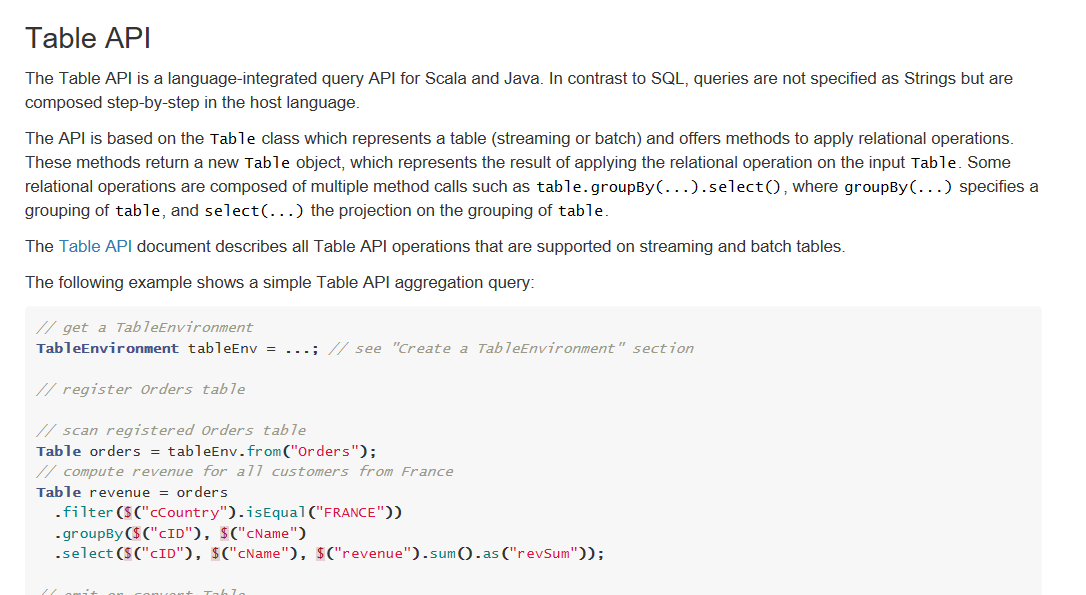 Table API
The Table API is a language-integrated query API for Scala and Java. In contrast to SQL, queries are not specified as Strings but are
composed step-by-step in the host language.
The API is based on the Table class which represents a table (streaming or batch) and offers methods to apply relational operations.
These methods return a new Table object, which represents the result of applying the relational operation on the input Table. Some
relational operations are composed of multiple method calls such as table.groupBy(...).select(), where groupBy(...) specifies a
grouping of table, and select(...) the projection on the grouping of table.
The Table API document describes all Table API operations that are supported on streaming and batch tables.
The following example shows a simple Table API aggregation query:
// get a TableEnvironment
TableEnvironment tableEnv = ...; // see "Create a TableEnvironment" section
// register Orders table
// scan registered Orders table
Table orders = tableEnv.from("Orders");
// compute revenue for all customers from France
Table revenue = orders
.filter($("cCountry").isEqual("FRANCE"))
.groupBy($("cID"), $("cName")
.select($("cID"), $("cName"), $("revenue").sum().as("revSum"));
// emit or convert Table